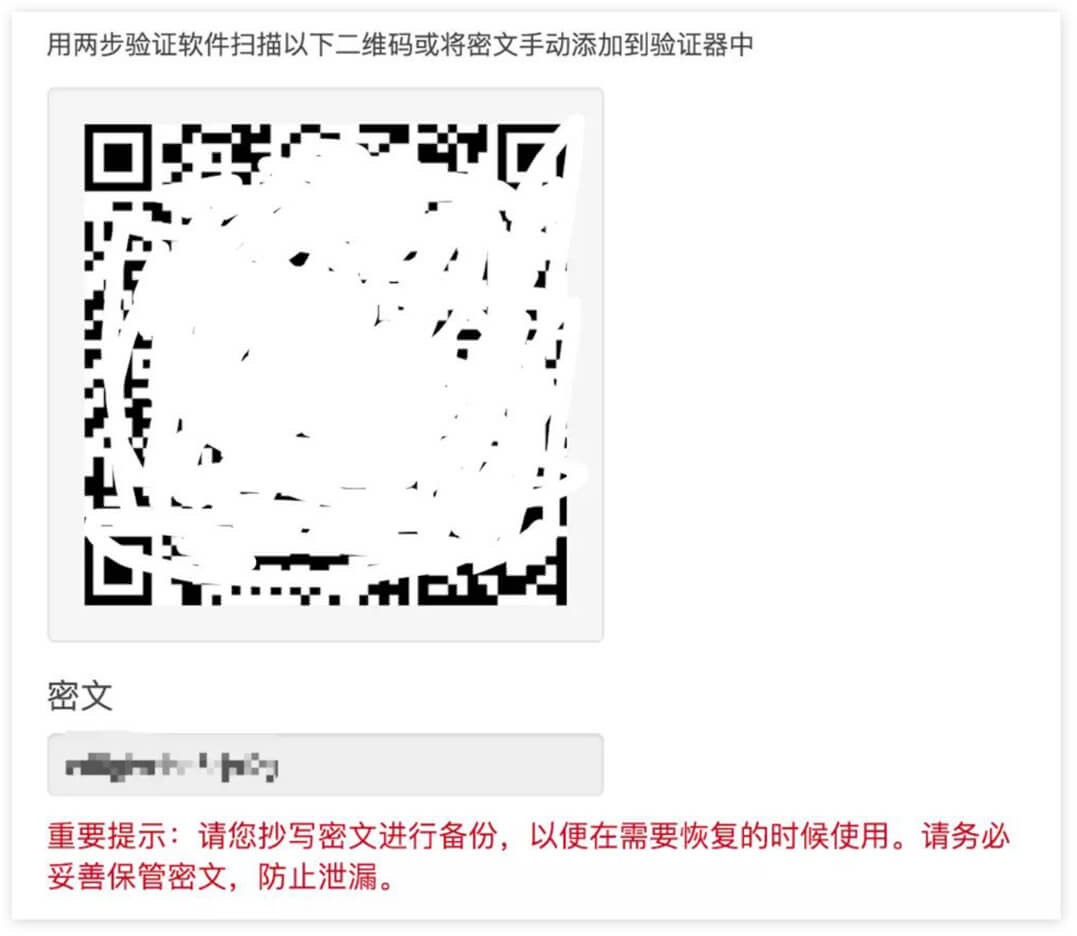 用两步验证软件扫描以下二维码或将密文手动添加到验证器中
密文
重要提示：请您抄写密文进行备份，以便在需要恢复的时候使用。请务必
妥善保管密文，防止泄漏。